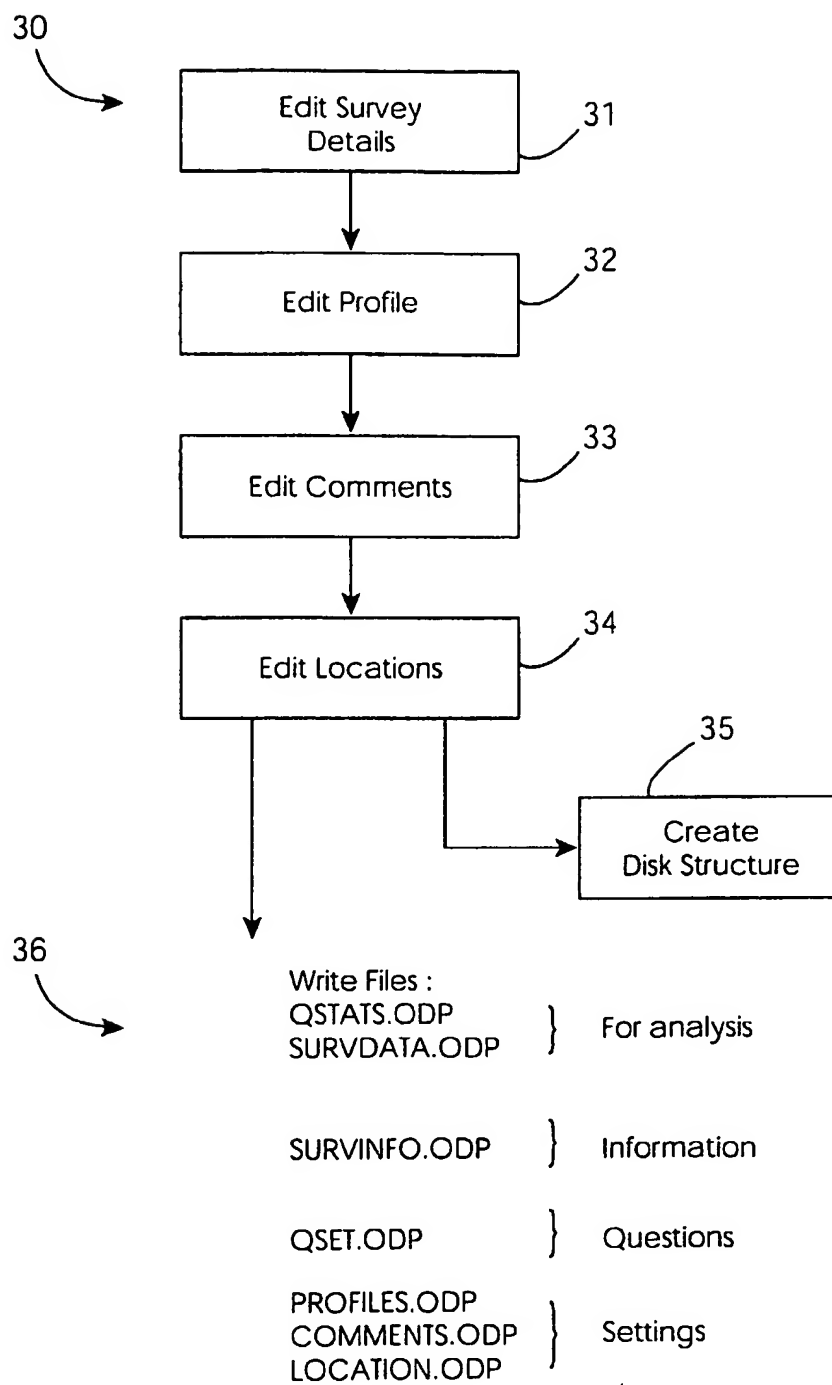 30
Edit Survey
Details
31
Edit Profile
32
Edit Comments
33
Edit Locations
34
35
Create
Disk Structure
36
Write Files :
QSTATS.ODP
SURVDATA.ODP
} For analysis
SURVINFO.ODP } Information
QSET.ODP } Questions
PROFILES.ODP
COMMENTS.ODP
LOCATION.ODP
} Settings